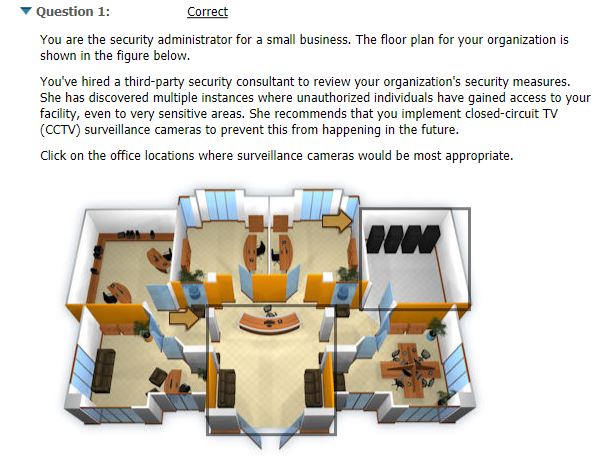 Question 1: Correct
You are the security administrator for a small business. The floor plan for your organization is
shown in the figure below.
You've hired a third-party security consultant to review your organization's security measures.
She has discovered multiple instances where unauthorized individuals have gained access to your
facility, even to very sensitive areas. She recommends that you implement closed-circuit TV
(CCTV) surveillance cameras to prevent this from happening in the future.
Click on the office locations where surveillance cameras would be most appropriate.